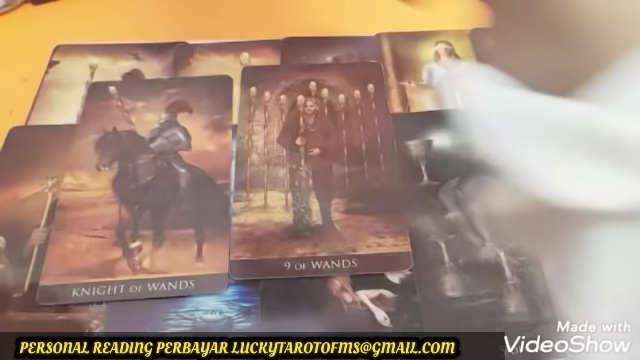 KNIGHT OF WANDS
9 OF WANDS
Made with
VideoShow
PERSONAL READING PERBAYAR LUCKYTAROTOFMS@GMAIL.COM